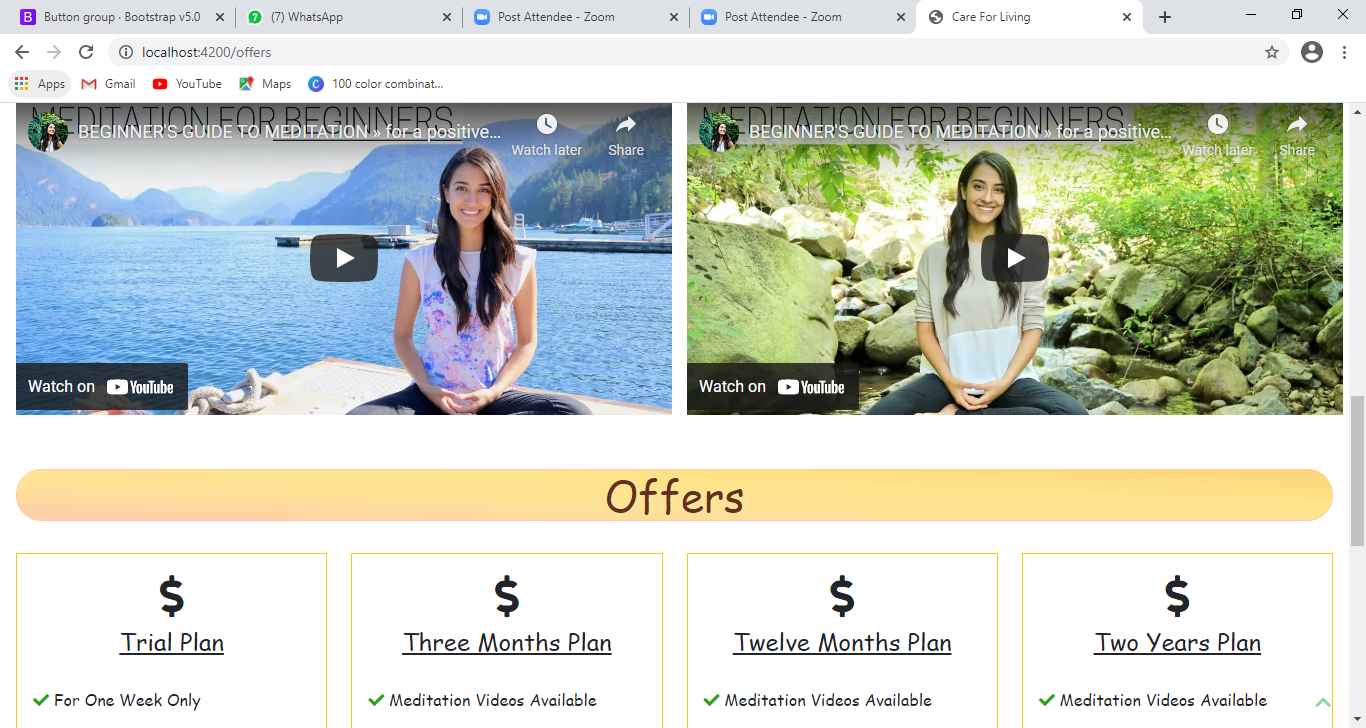 Button group · Bootstrap v5.0
(7) WhatsApp
Post Attendee - Zoom
Post Attendee - Zoom
Care For Living
localhost:4200/offers
Apps
Gmail
YouTube
Maps
100 color combinat...
MEDITATION FOR BEGINNERS
BEGINNER'S GUIDE TO MEDITATION » for a positive...
Watch later
Share
Watch on YouTube
MEDITATION FOR BEGINNERS
BEGINNER'S GUIDE TO MEDITATION » for a positive...
Watch later
Share
Watch on YouTube
Offers
$
Trial Plan
For One Week Only
$
Three Months Plan
Meditation Videos Available
$
Twelve Months Plan
Meditation Videos Available
$
Two Years Plan
Meditation Videos Available